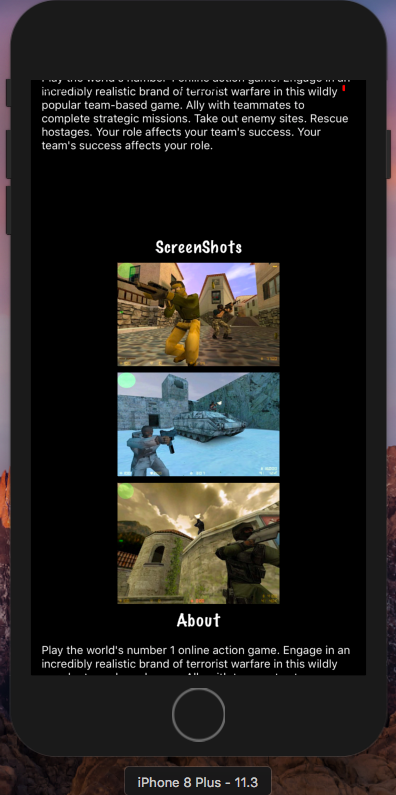 Play the world's number 1 online action game. Engage in an
incredibly realistic brand of terrorist warfare in this wildly
popular team-based game. Ally with teammates to
complete strategic missions. Take out enemy sites. Rescue
hostages. Your role affects your team's success. Your
team's success affects your role.
ScreenShots
About
Play the world's number 1 online action game. Engage in an
incredibly realistic brand of terrorist warfare in this wildly
iPhone 8 Plus - 11.3